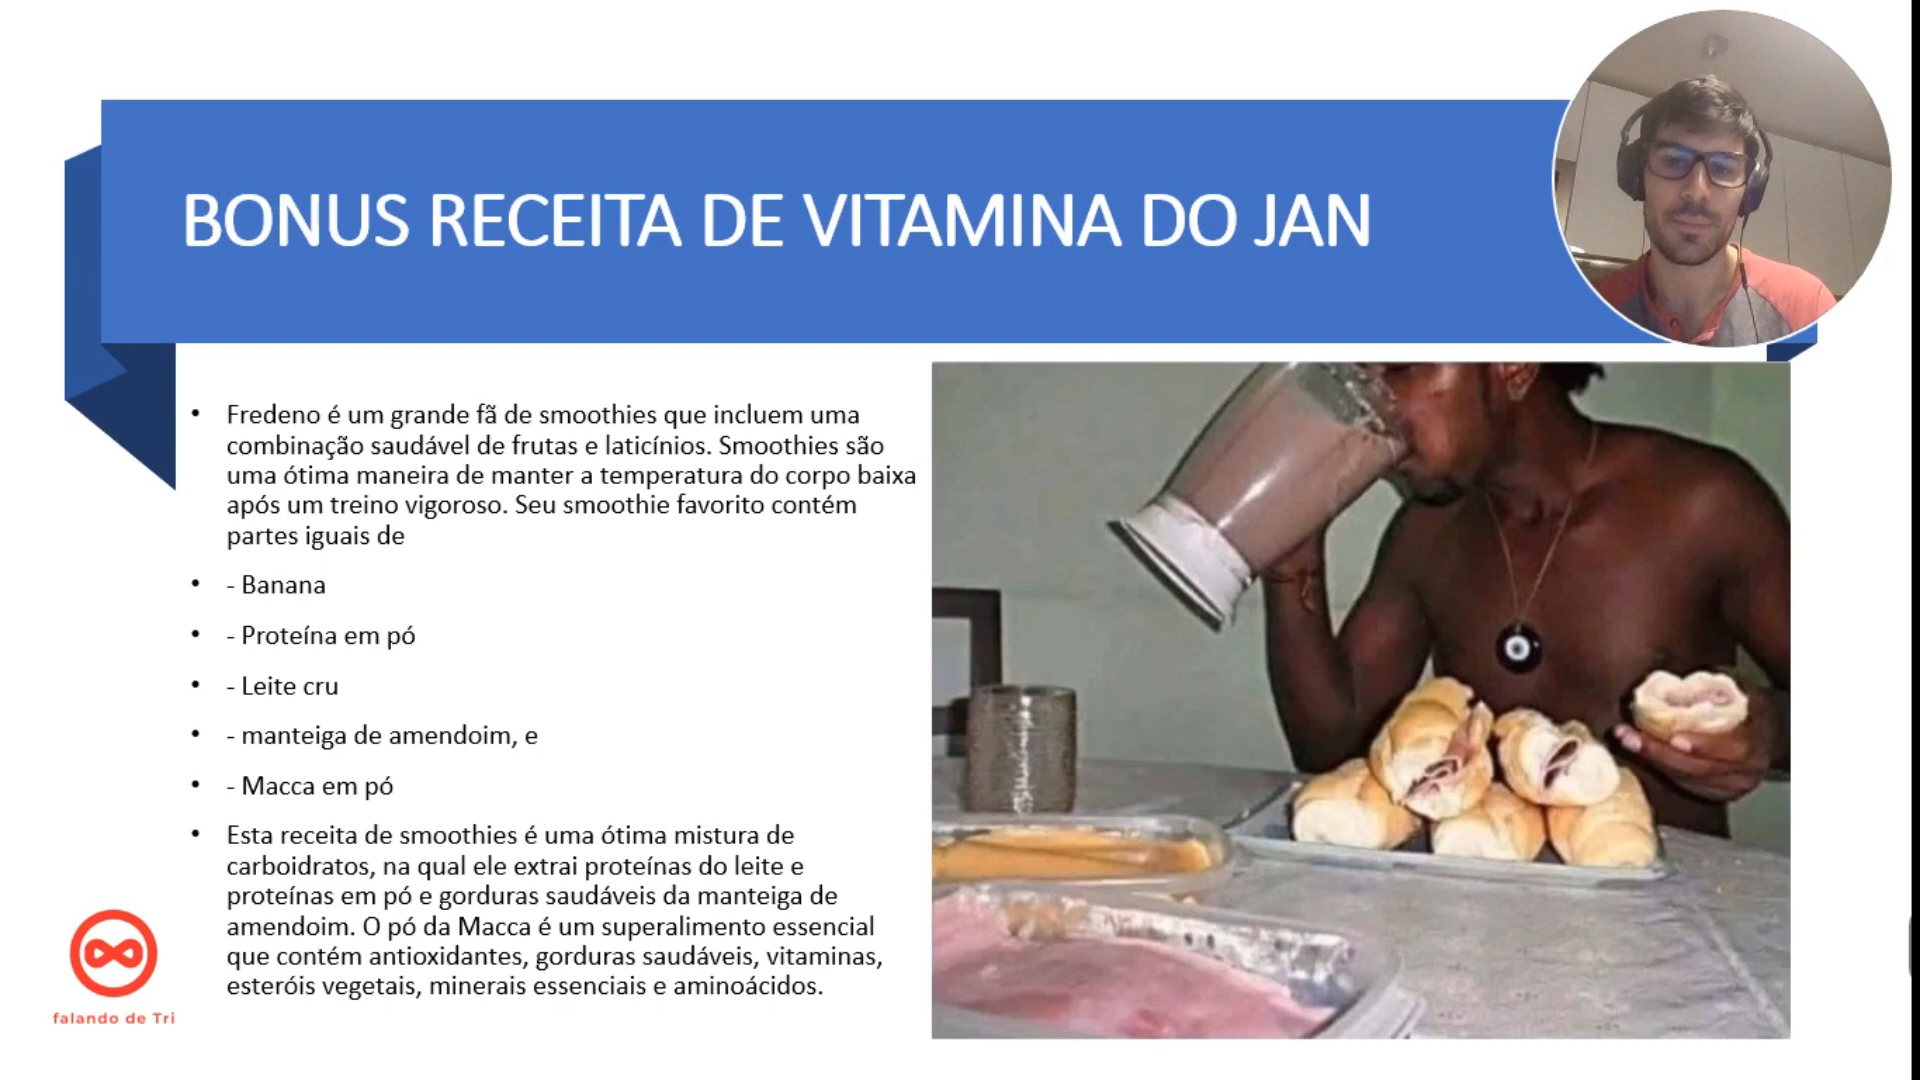 BONUS RECEITA DE VITAMINA DO JAN
• Fredeno é um grande fã de smoothies que incluem uma
combinação saudável de frutas e laticínios. Smoothies são
uma ótima maneira de manter a temperatura do corpo baixa
após um treino vigoroso. Seu smoothie favorito contém
partes iguais de
• - Banana
• - Proteína em pó
• - Leite cru
• - manteiga de amendoim, e
• - Macca em pó
• Esta receita de smoothies é uma ótima mistura de
carboidratos, na qual ele extrai proteínas do leite e
proteínas em pó e gorduras saudáveis da manteiga de
amendoim. O pó da Macca é um superalimento essencial
que contém antioxidantes, gorduras saudáveis, vitaminas,
esteróis vegetais, minerais essenciais e aminoácidos.
falando de Tri